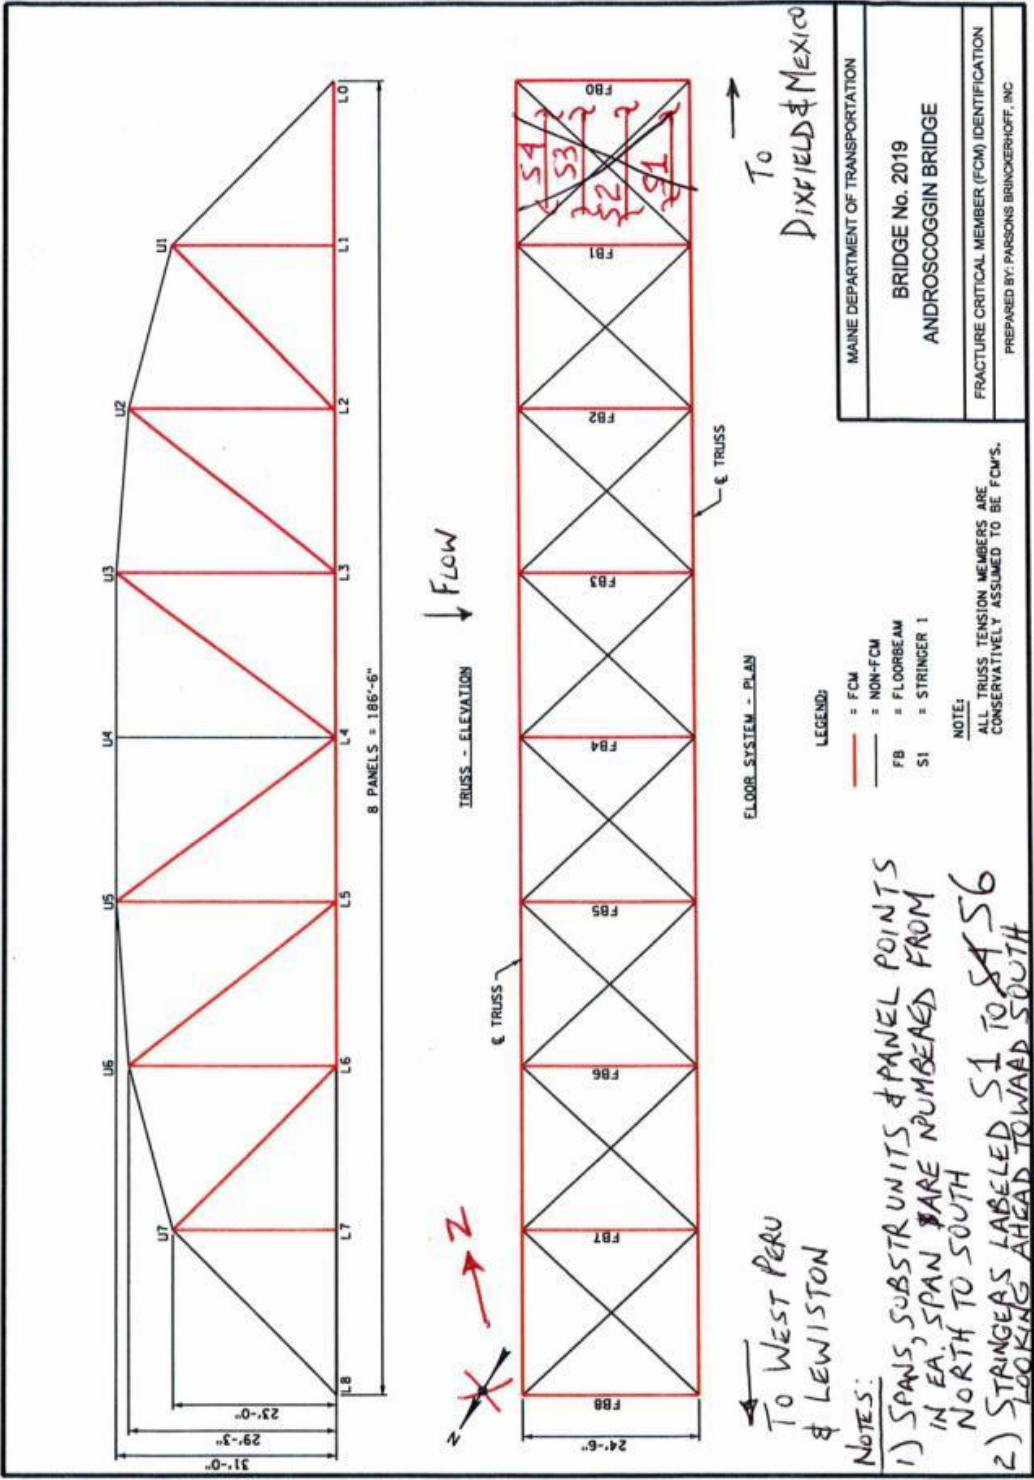 U1
U2
U3
U4
U5
U6
U7
L0
L1
L2
L3
L4
L5
L6
L7
L8
8 PANELS = 186'-6"
23'-0"
29'-3"
31'-0"
TRUSS - ELEVATION
↓ FLOW
N
Z
FB0
FB1
FB2
FB3
FB4
FB5
FB6
FB7
FB8
S4
S3
S2
S1
24'-6"
℄ TRUSS
℄ TRUSS
FLOOR SYSTEM - PLAN
TO WEST PERU
& LEWISTON
TO
DIXFIELD & MEXICO
LEGEND:
= FCM
= NON-FCM
FB = FLOORBEAM
S1 = STRINGER 1
NOTE:
ALL TRUSS TENSION MEMBERS ARE
CONSERVATIVELY ASSUMED TO BE FCM'S.
NOTES:
1) SPANS, SUBSTR UNITS & PANEL POINTS
IN EA. SPAN ARE NUMBERED FROM
NORTH TO SOUTH
2) STRINGERS LABELED S1 TO S4 S6
LOOKING AHEAD TOWARD SOUTH
MAINE DEPARTMENT OF TRANSPORTATION
BRIDGE No. 2019
ANDROSCOGGIN BRIDGE
FRACTURE CRITICAL MEMBER (FCM) IDENTIFICATION
PREPARED BY: PARSONS BRINCKERHOFF, INC